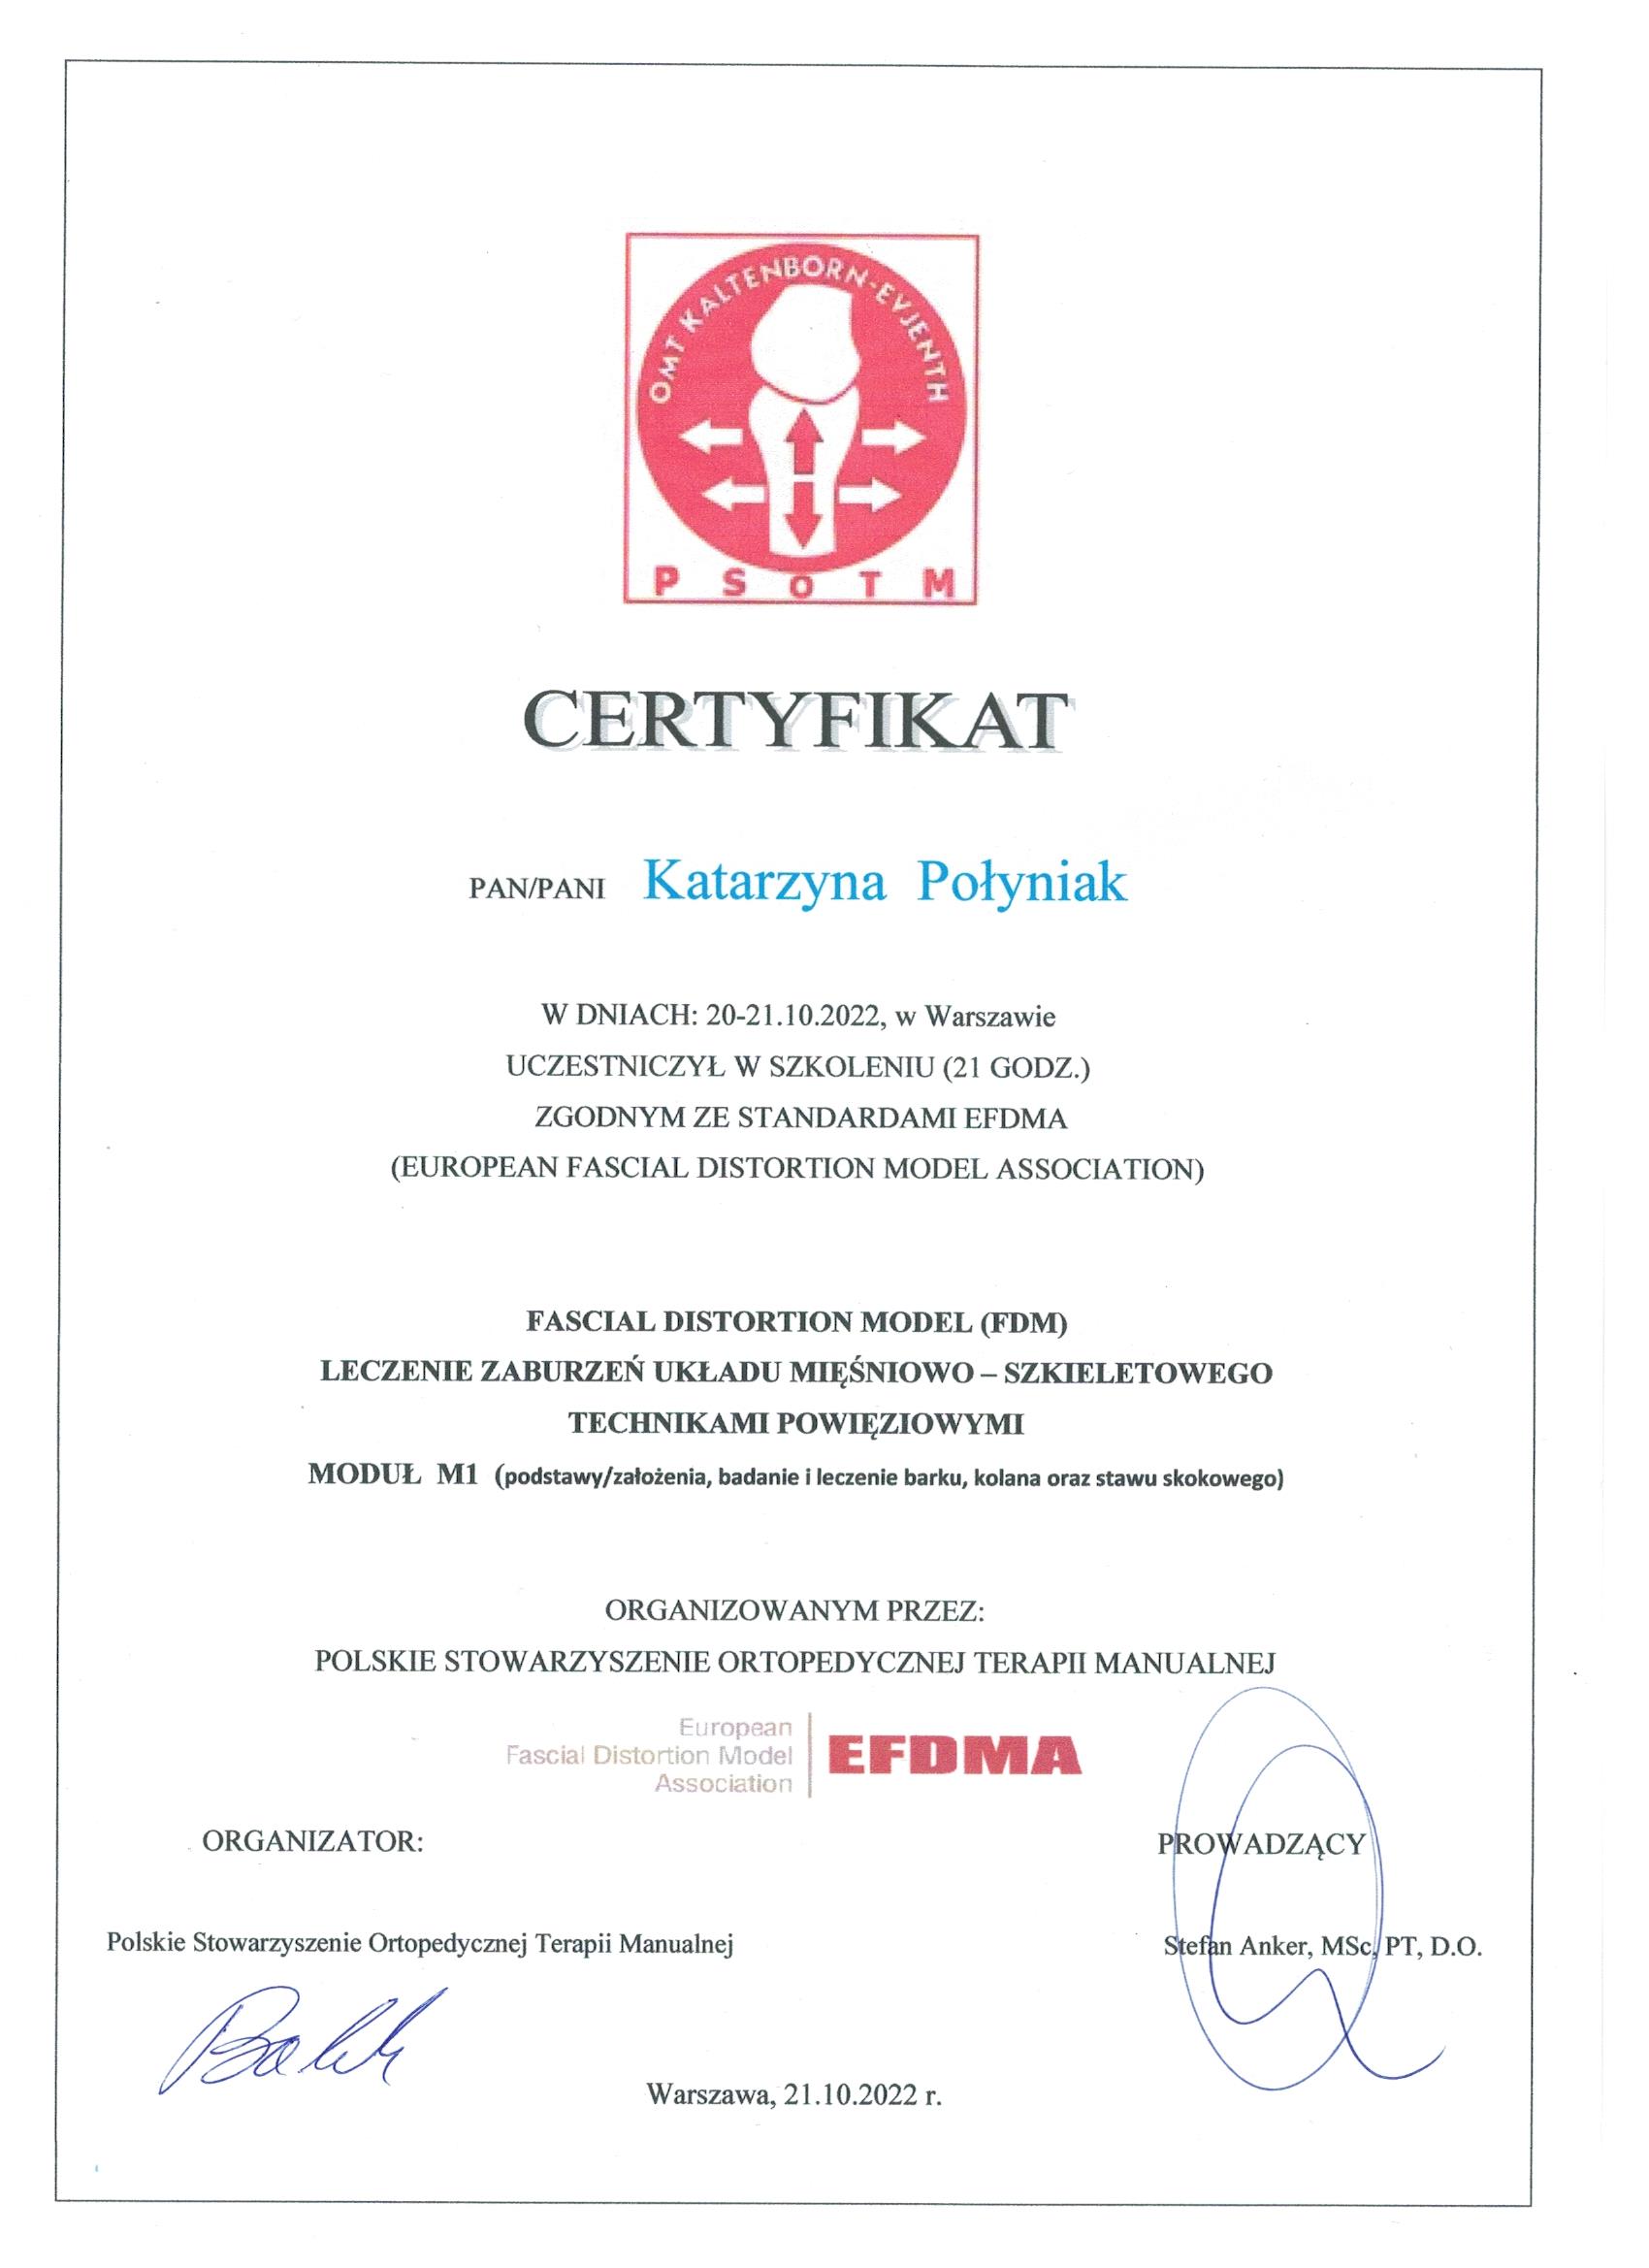 OMT KALTENBORN-EVJENTH
P S O T M
CERTYFIKAT
PAN/PANI Katarzyna Połyniak
W DNIACH: 20-21.10.2022, w Warszawie
UCZESTNICZYŁ W SZKOLENIU (21 GODZ.)
ZGODNYM ZE STANDARDAMI EFDMA
(EUROPEAN FASCIAL DISTORTION MODEL ASSOCIATION)
FASCIAL DISTORTION MODEL (FDM)
LECZENIE ZABURZEŃ UKŁADU MIĘŚNIOWO – SZKIELETOWEGO
TECHNIKAMI POWIĘZIOWYMI
MODUŁ M1 (podstawy/założenia, badanie i leczenie barku, kolana oraz stawu skokowego)
ORGANIZOWANYM PRZEZ:
POLSKIE STOWARZYSZENIE ORTOPEDYCZNEJ TERAPII MANUALNEJ
European
Fascial Distortion Model
Association
EFDMA
ORGANIZATOR:
PROWADZĄCY
Polskie Stowarzyszenie Ortopedycznej Terapii Manualnej
Stefan Anker, MSc, PT, D.O.
Warszawa, 21.10.2022 r.